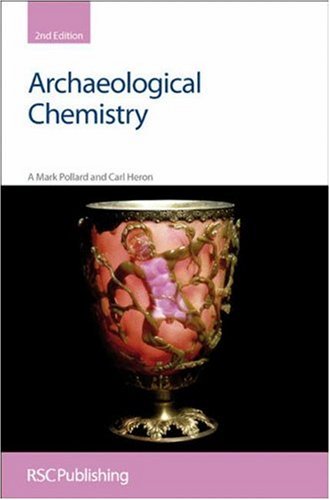 2nd Edition
Archaeological
Chemistry
A Mark Pollard and Carl Heron
RSCPublishing